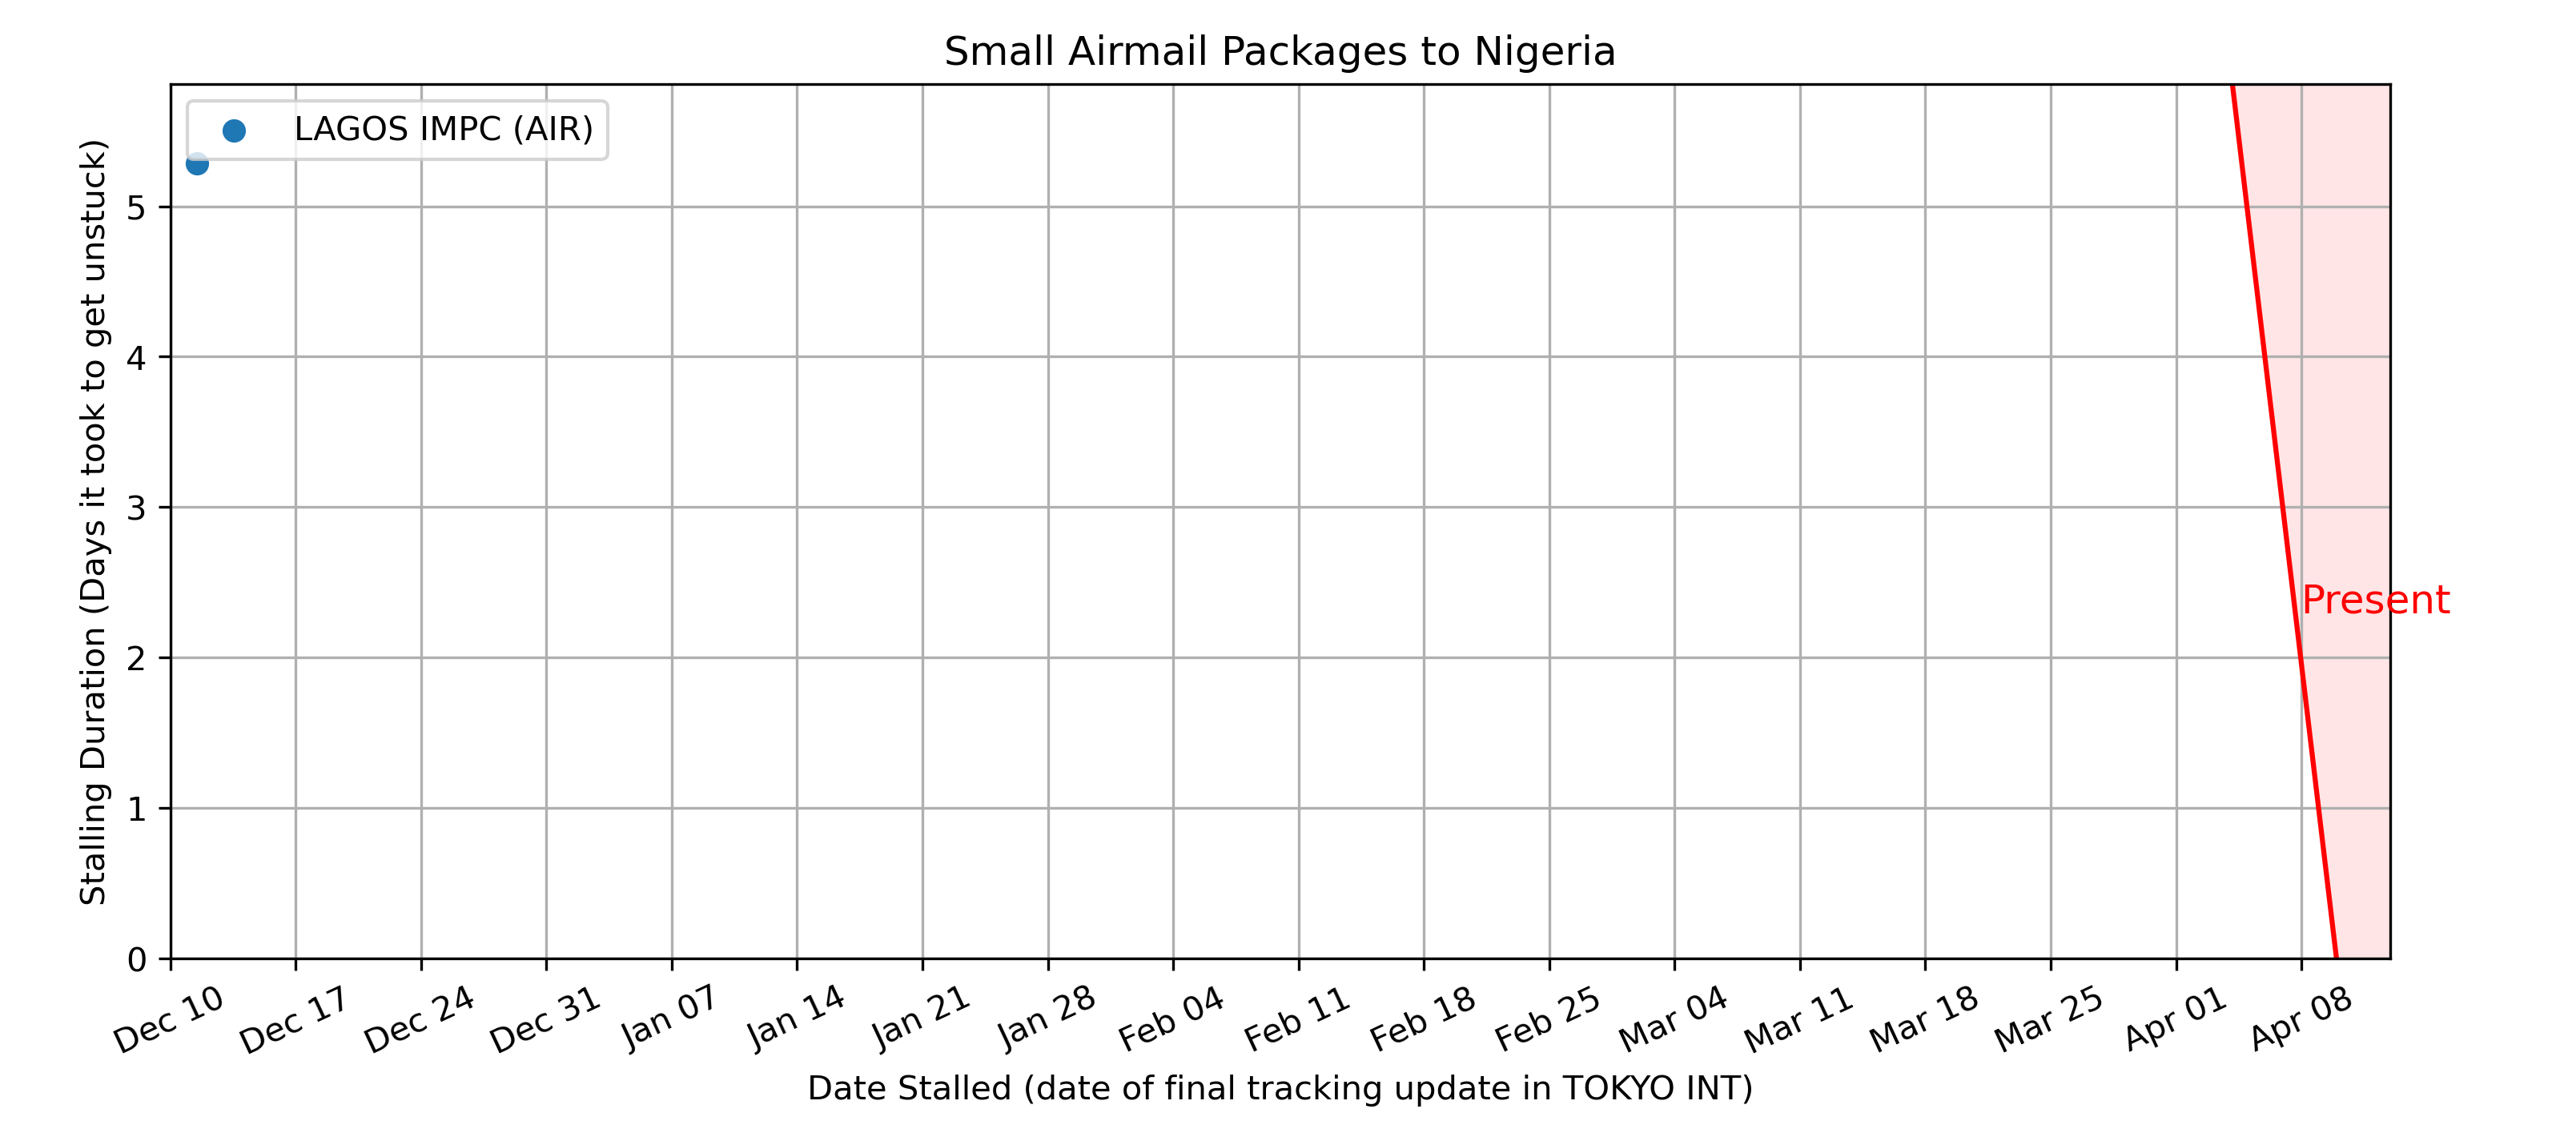 Small Airmail Packages to Nigeria
LAGOS IMPC (AIR)
Stalling Duration (Days it took to get unstuck)
5
4
3
2
1
0
Present
Dec 10
Dec 17
Dec 24
Dec 31
Jan 07
Jan 14
Jan 21
Jan 28
Feb 04
Feb 11
Feb 18
Feb 25
Mar 04
Mar 11
Mar 18
Mar 25
Apr 01
Apr 08
Date Stalled (date of final tracking update in TOKYO INT)